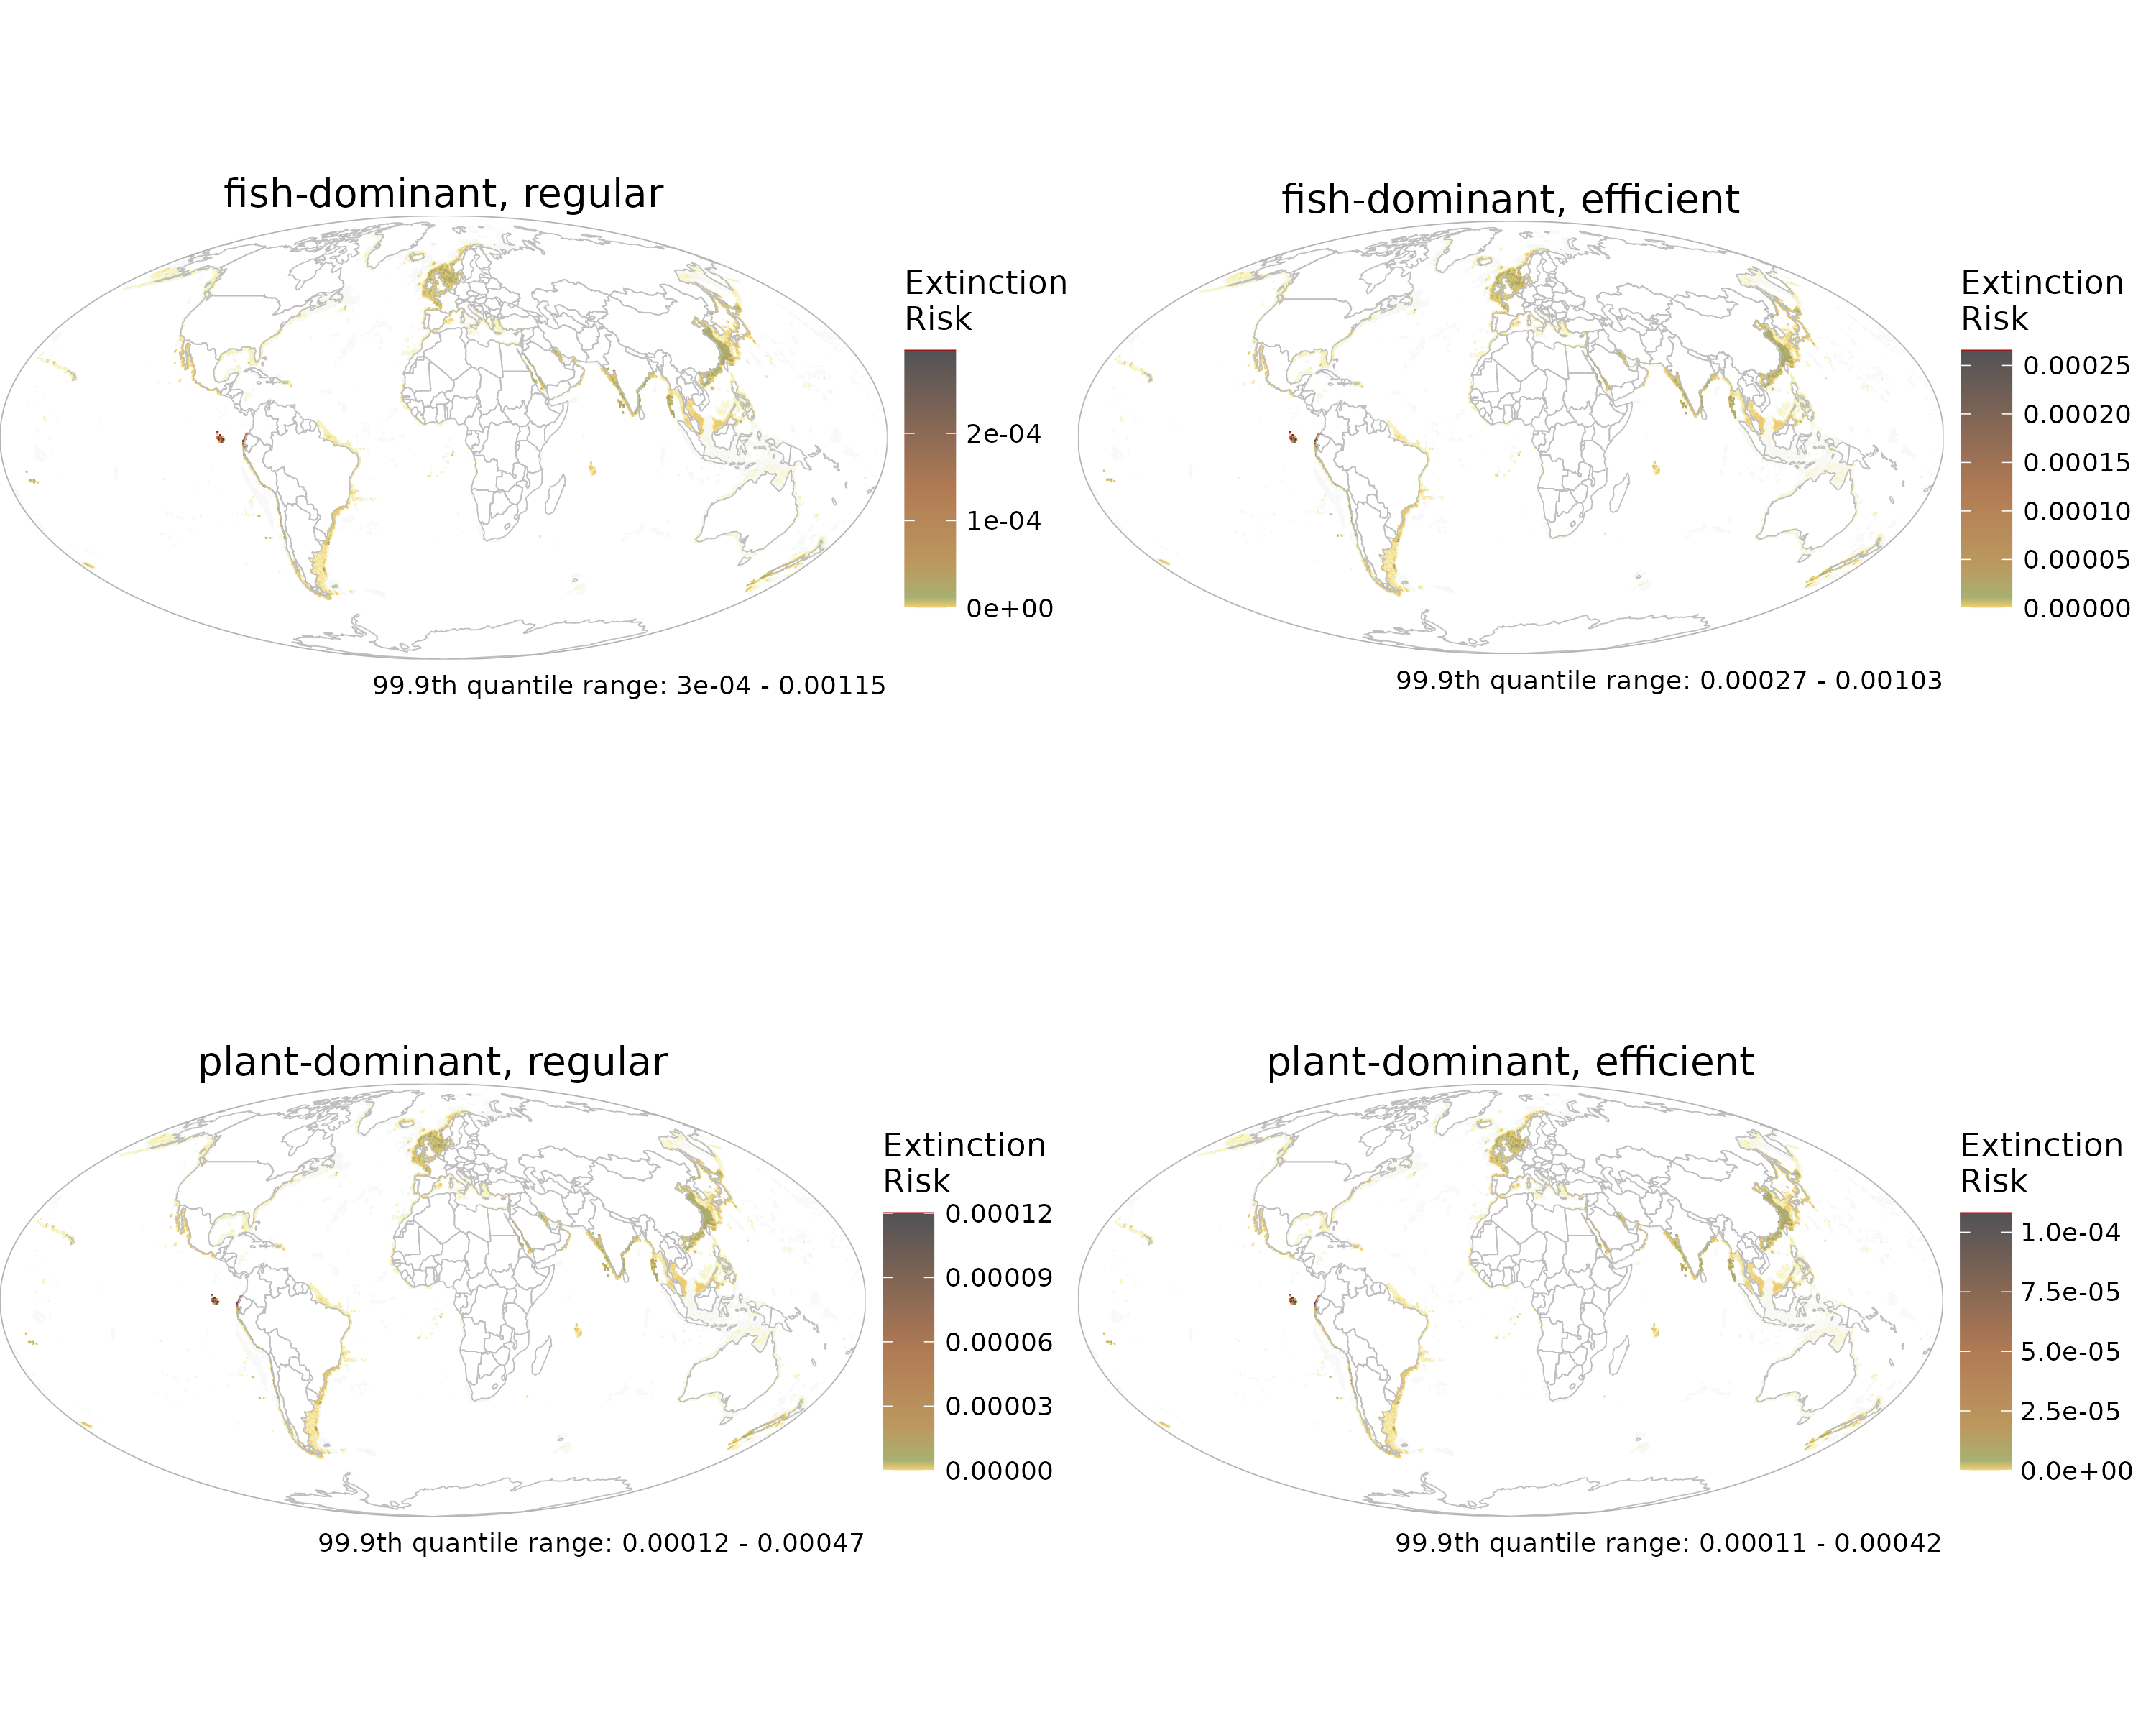 fish-dominant, regular
Extinction
Risk
2e-04
1e-04
0e+00
99.9th quantile range: 3e-04 - 0.00115
fish-dominant, efficient
Extinction
Risk
0.00025
0.00020
0.00015
0.00010
0.00005
0.00000
99.9th quantile range: 0.00027 - 0.00103
plant-dominant, regular
Extinction
Risk
0.00012
0.00009
0.00006
0.00003
0.00000
99.9th quantile range: 0.00012 - 0.00047
plant-dominant, efficient
Extinction
Risk
1.0e-04
7.5e-05
5.0e-05
2.5e-05
0.0e+00
99.9th quantile range: 0.00011 - 0.00042